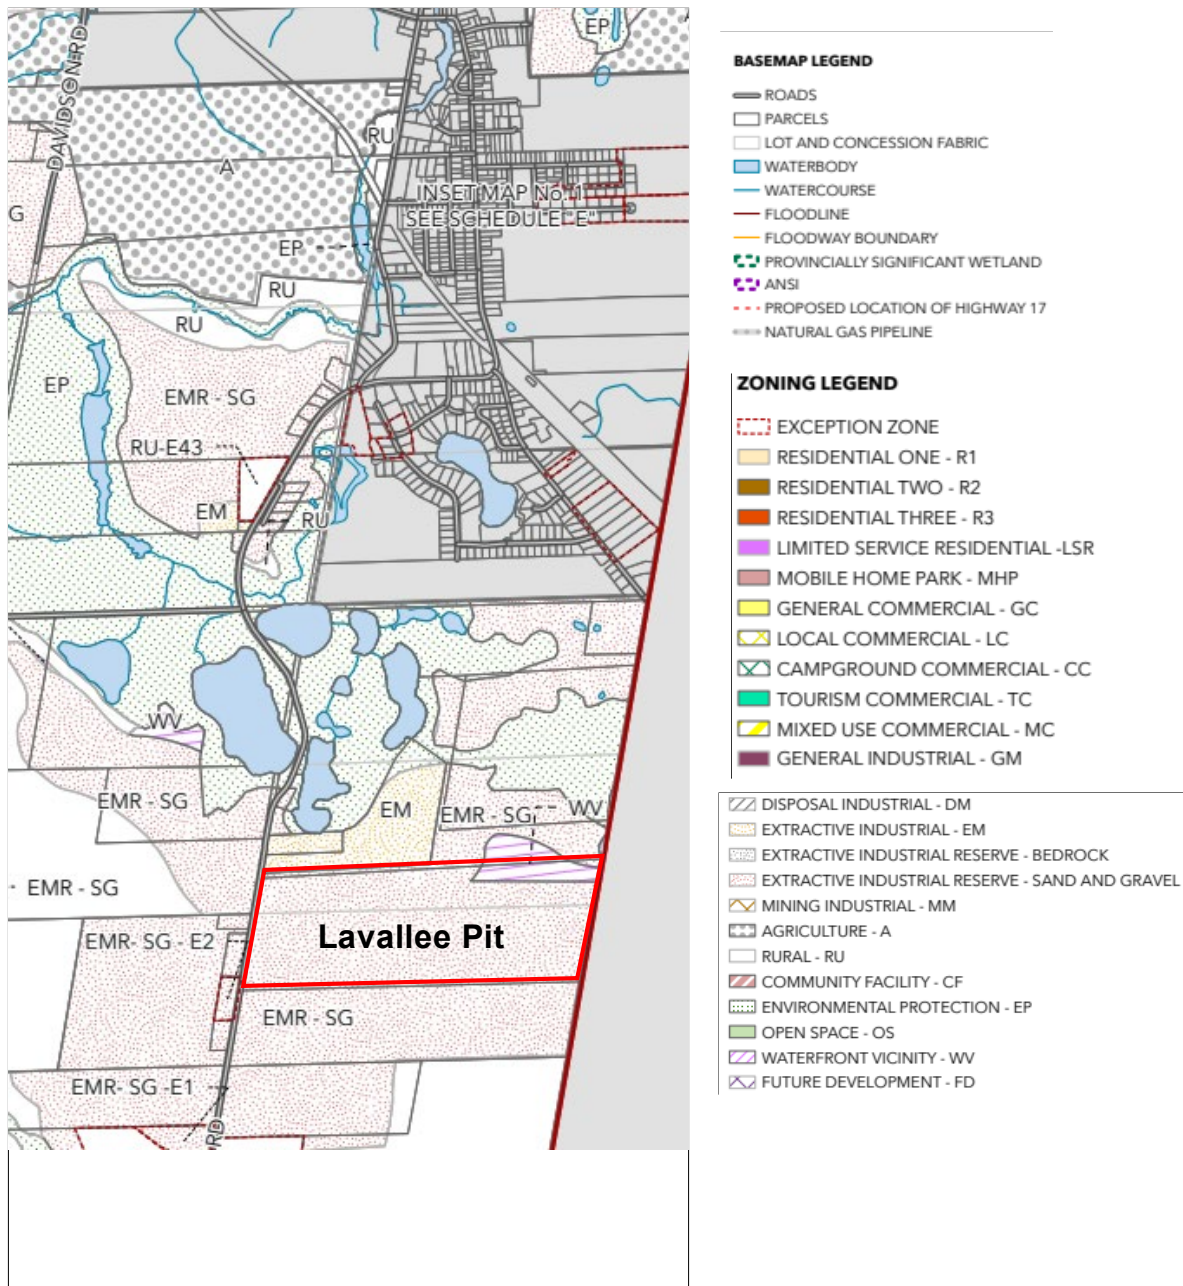 EP
DAVIDSON RD
RU
A
INSET MAP No. 1
SEE SCHEDULE "E"
G
EP
RU
RU
EP
EMR - SG
RU-E43
EM
RU
WV
EMR - SG
EM
EMR - SG
WV
EMR - SG
EMR- SG - E2
Lavallee Pit
EMR - SG
EMR- SG -E1
RD
BASEMAP LEGEND
ROADS
PARCELS
LOT AND CONCESSION FABRIC
WATERBODY
WATERCOURSE
FLOODLINE
FLOODWAY BOUNDARY
PROVINCIALLY SIGNIFICANT WETLAND
ANSI
PROPOSED LOCATION OF HIGHWAY 17
NATURAL GAS PIPELINE
ZONING LEGEND
EXCEPTION ZONE
RESIDENTIAL ONE - R1
RESIDENTIAL TWO - R2
RESIDENTIAL THREE - R3
LIMITED SERVICE RESIDENTIAL -LSR
MOBILE HOME PARK - MHP
GENERAL COMMERCIAL - GC
LOCAL COMMERCIAL - LC
CAMPGROUND COMMERCIAL - CC
TOURISM COMMERCIAL - TC
MIXED USE COMMERCIAL - MC
GENERAL INDUSTRIAL - GM
DISPOSAL INDUSTRIAL - DM
EXTRACTIVE INDUSTRIAL - EM
EXTRACTIVE INDUSTRIAL RESERVE - BEDROCK
EXTRACTIVE INDUSTRIAL RESERVE - SAND AND GRAVEL
MINING INDUSTRIAL - MM
AGRICULTURE - A
RURAL - RU
COMMUNITY FACILITY - CF
ENVIRONMENTAL PROTECTION - EP
OPEN SPACE - OS
WATERFRONT VICINITY - WV
FUTURE DEVELOPMENT - FD